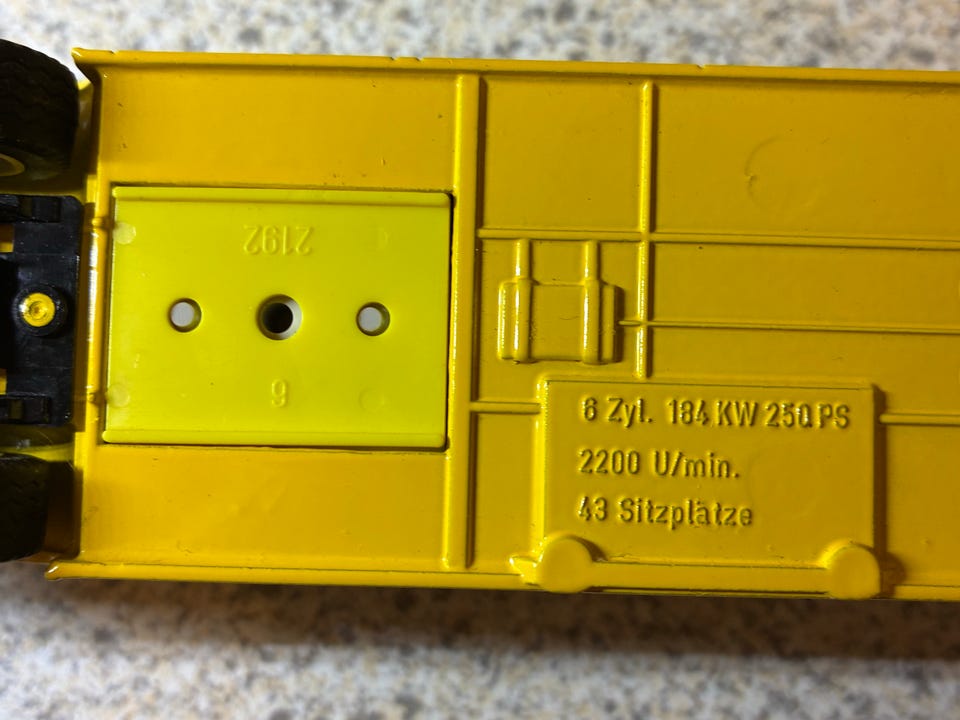 2192
6
6 Zyl. 184 KW 250 PS
2200 U/min.
43 Sitzplätze